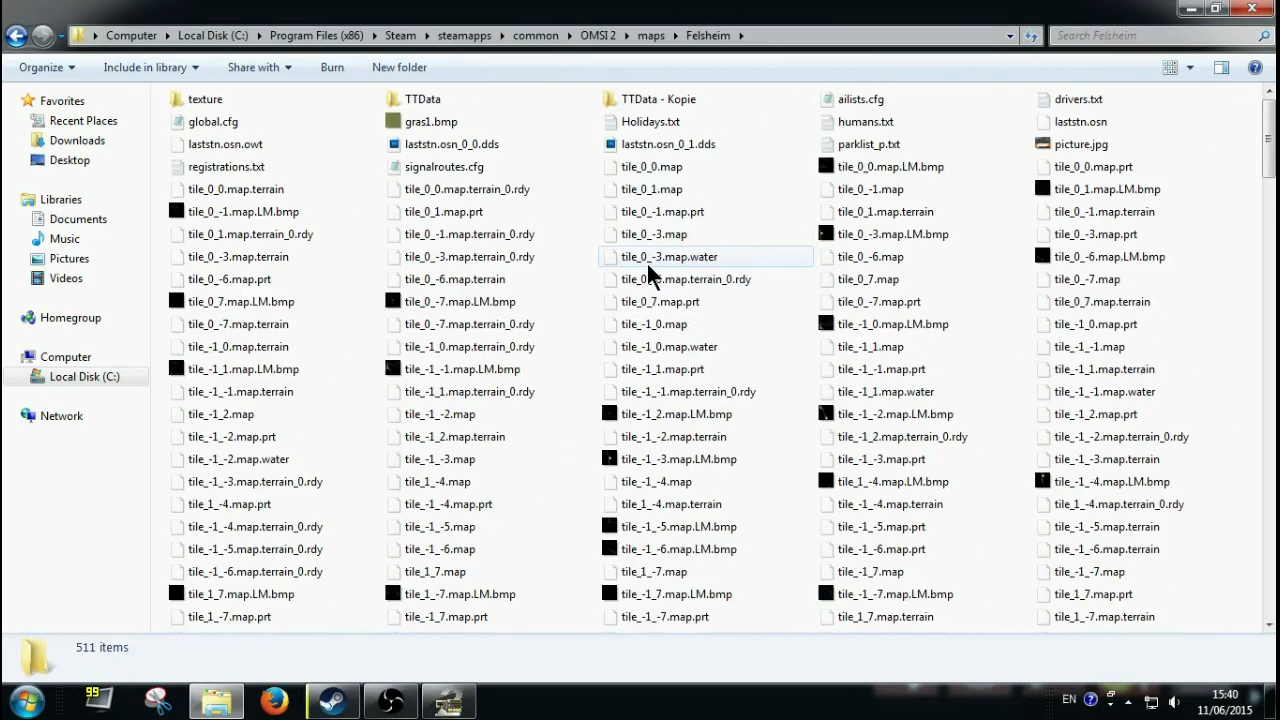 Computer Local Disk (C:) Program Files (x86) Steam steamapps common OMSI 2 maps Felsheim Search Felsheim
Organize Include in library Share with Burn New folder
Favorites
Recent Places
Downloads
Desktop
Libraries
Documents
Music
Pictures
Videos
Homegroup
Computer
Local Disk (C:)
Network
texture TTData TTData - Kopie ailists.cfg drivers.txt
global.cfg gras1.bmp Holidays.txt humans.txt laststn.osn
laststn.osn.owt laststn.osn_0_0.dds laststn.osn_0_1.dds parklist_p.txt picture.jpg
registrations.txt signalroutes.cfg tile_0_0.map tile_0_0.map.LM.bmp tile_0_0.map.prt
tile_0_0.map.terrain tile_0_0.map.terrain_0.rdy tile_0_1.map tile_0_-1.map tile_0_1.map.LM.bmp
tile_0_-1.map.LM.bmp tile_0_1.map.prt tile_0_-1.map.prt tile_0_1.map.terrain tile_0_-1.map.terrain
tile_0_1.map.terrain_0.rdy tile_0_-1.map.terrain_0.rdy tile_0_-3.map tile_0_-3.map.LM.bmp tile_0_-3.map.prt
tile_0_-3.map.terrain tile_0_-3.map.terrain_0.rdy tile_0_-3.map.water tile_0_-6.map tile_0_-6.map.LM.bmp
tile_0_-6.map.prt tile_0_-6.map.terrain .map.terrain_0.rdy tile_0_7.map tile_0_-7.map
tile_0_7.map.LM.bmp tile_0_-7.map.LM.bmp tile_0_7.map.prt tile_0_-7.map.prt tile_0_7.map.terrain
tile_0_-7.map.terrain tile_0_-7.map.terrain_0.rdy tile_-1_0.map tile_-1_0.map.LM.bmp tile_-1_0.map.prt
tile_-1_0.map.terrain tile_-1_0.map.terrain_0.rdy tile_-1_0.map.water tile_-1_1.map tile_-1_-1.map
tile_-1_1.map.LM.bmp tile_-1_-1.map.LM.bmp tile_-1_1.map.prt tile_-1_-1.map.prt tile_-1_1.map.terrain
tile_-1_-1.map.terrain tile_-1_1.map.terrain_0.rdy tile_-1_-1.map.terrain_0.rdy tile_-1_1.map.water tile_-1_-1.map.water
tile_-1_2.map tile_-1_-2.map tile_-1_2.map.LM.bmp tile_-1_-2.map.LM.bmp tile_-1_2.map.prt
tile_-1_-2.map.prt tile_-1_2.map.terrain tile_-1_-2.map.terrain tile_-1_2.map.terrain_0.rdy tile_-1_-2.map.terrain_0.rdy
tile_-1_-2.map.water tile_-1_-3.map tile_-1_-3.map.LM.bmp tile_-1_-3.map.prt tile_-1_-3.map.terrain
tile_-1_-3.map.terrain_0.rdy tile_1_-4.map tile_-1_-4.map tile_1_-4.map.LM.bmp tile_-1_-4.map.LM.bmp
tile_1_-4.map.prt tile_-1_-4.map.prt tile_1_-4.map.terrain tile_-1_-4.map.terrain tile_1_-4.map.terrain_0.rdy
tile_-1_-4.map.terrain_0.rdy tile_-1_-5.map tile_-1_-5.map.LM.bmp tile_-1_-5.map.prt tile_-1_-5.map.terrain
tile_-1_-5.map.terrain_0.rdy tile_-1_-6.map tile_-1_-6.map.LM.bmp tile_-1_-6.map.prt tile_-1_-6.map.terrain
tile_-1_-6.map.terrain_0.rdy tile_1_7.map tile_1_-7.map tile_-1_7.map tile_-1_-7.map
tile_1_7.map.LM.bmp tile_1_-7.map.LM.bmp tile_-1_7.map.LM.bmp tile_-1_-7.map.LM.bmp tile_1_7.map.prt
tile_1_-7.map.prt tile_-1_7.map.prt tile_-1_-7.map.prt tile_1_7.map.terrain tile_1_-7.map.terrain
511 items
99
EN
15:40
11/06/2015